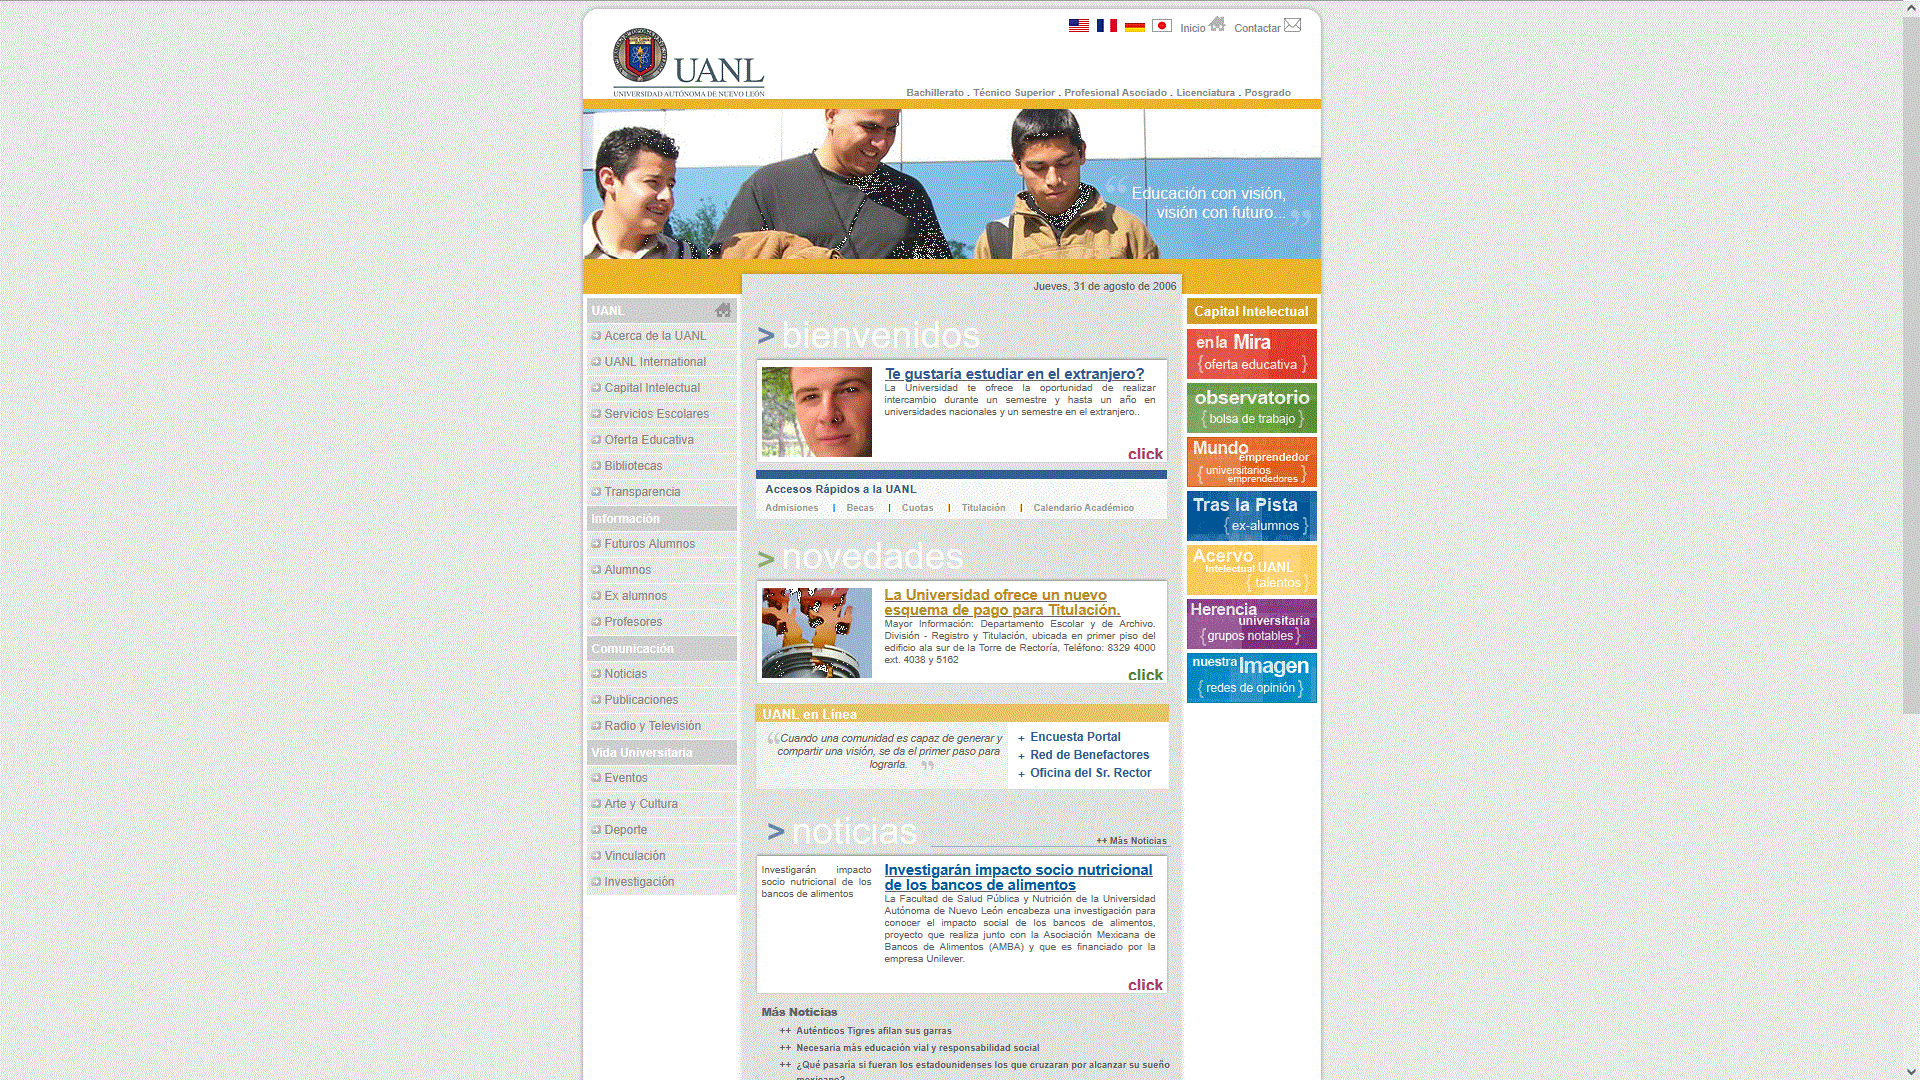 Inicio
Contactar
UANL
UNIVERSIDAD AUTÓNOMA DE NUEVO LEÓN
Bachillerato . Técnico Superior . Profesional Asociado . Licenciatura . Posgrado
“ Educación con visión,
visión con futuro... ”
Jueves, 31 de agosto de 2006
UANL
Acerca de la UANL
UANL International
Capital Intelectual
Servicios Escolares
Oferta Educativa
Bibliotecas
Transparencia
Información
Futuros Alumnos
Alumnos
Ex alumnos
Profesores
Comunicación
Noticias
Publicaciones
Radio y Televisión
Vida Universitaria
Eventos
Arte y Cultura
Deporte
Vinculación
Investigación
> bienvenidos
Te gustaría estudiar en el extranjero?
La Universidad te ofrece la oportunidad de realizar
intercambio durante un semestre y hasta un año en
universidades nacionales y un semestre en el extranjero..
click
Accesos Rápidos a la UANL
Admisiones | Becas | Cuotas | Titulación | Calendario Académico
> novedades
La Universidad ofrece un nuevo
esquema de pago para Titulación.
Mayor Información: Departamento Escolar y de Archivo.
División - Registro y Titulación, ubicada en primer piso del
edificio ala sur de la Torre de Rectoría, Teléfono: 8329 4000
ext. 4038 y 5162
click
UANL en Línea
“Cuando una comunidad es capaz de generar y
compartir una visión, se da el primer paso para
lograrla. ”
+ Encuesta Portal
+ Red de Benefactores
+ Oficina del Sr. Rector
> noticias
++ Más Noticias
Investigarán impacto
socio nutricional de los
bancos de alimentos
Investigarán impacto socio nutricional
de los bancos de alimentos
La Facultad de Salud Pública y Nutrición de la Universidad
Autónoma de Nuevo León encabeza una investigación para
conocer el impacto social de los bancos de alimentos,
proyecto que realiza junto con la Asociación Mexicana de
Bancos de Alimentos (AMBA) y que es financiado por la
empresa Unilever.
click
Más Noticias
++ Auténticos Tigres afilan sus garras
++ Necesaria más educación vial y responsabilidad social
++ ¿Qué pasaría si fueran los estadounidenses los que cruzaran por alcanzar su sueño
mexicano?
Capital Intelectual
en la Mira
{oferta educativa}
observatorio
{bolsa de trabajo}
Mundo
emprendedor
{universitarios
emprendedores}
Tras la Pista
{ex-alumnos}
Acervo
Intelectual UANL
{talentos}
Herencia
universitaria
{grupos notables}
nuestra Imagen
{redes de opinión}